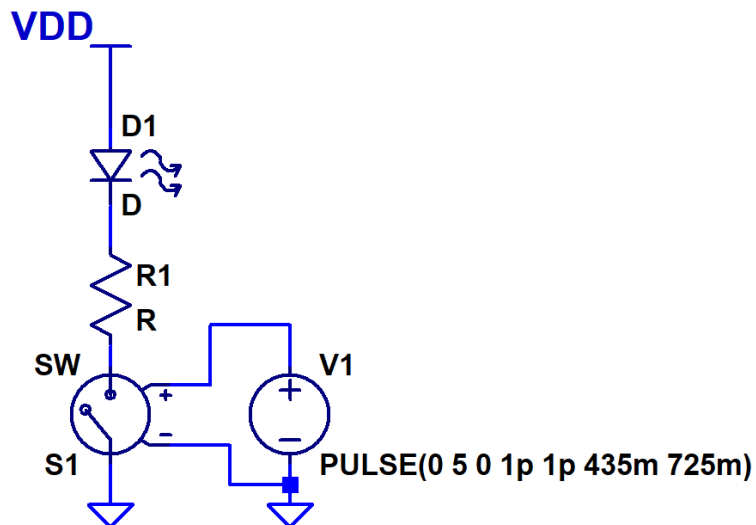 VDD
D1
D
R1
R
SW
V1
+
+
−
−
S1
PULSE(0 5 0 1p 1p 435m 725m)